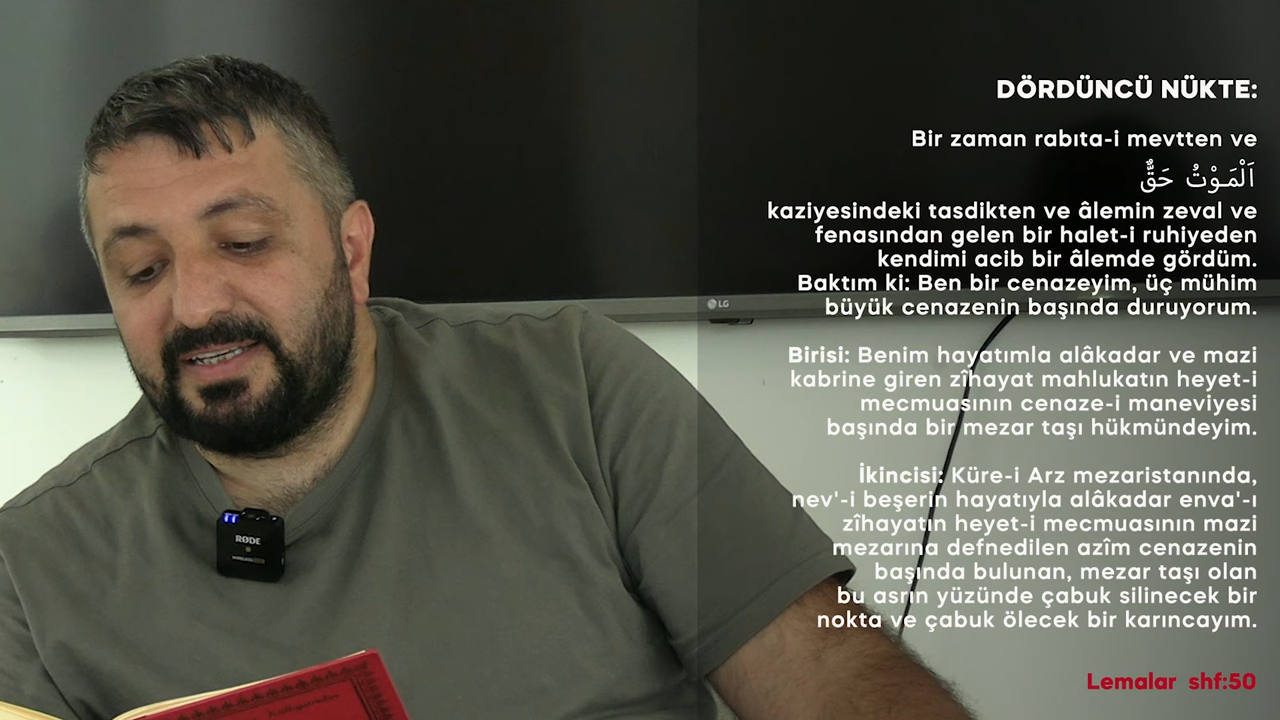 DÖRDÜNCÜ NÜKTE:
Bir zaman rabıta-i mevtten ve
اَلْمَوْتُ حَقٌّ
kaziyesindeki tasdikten ve âlemin zeval ve
fenasından gelen bir halet-i ruhiyeden
kendimi acib bir âlemde gördüm.
Baktım ki: Ben bir cenazeyim, üç mühim
büyük cenazenin başında duruyorum.
Birisi: Benim hayatımla alâkadar ve mazi
kabrine giren zîhayat mahlukatın heyet-i
mecmuasının cenaze-i maneviyesi
başında bir mezar taşı hükmündeyim.
İkincisi: Küre-i Arz mezaristanında,
nev'-i beşerin hayatıyla alâkadar enva'-ı
zîhayatın heyet-i mecmuasının mazi
mezarına defnedilen azîm cenazenin
başında bulunan, mezar taşı olan
bu asrın yüzünde çabuk silinecek bir
nokta ve çabuk ölecek bir karıncayım.
Lemalar shf:50
LG
RØDE